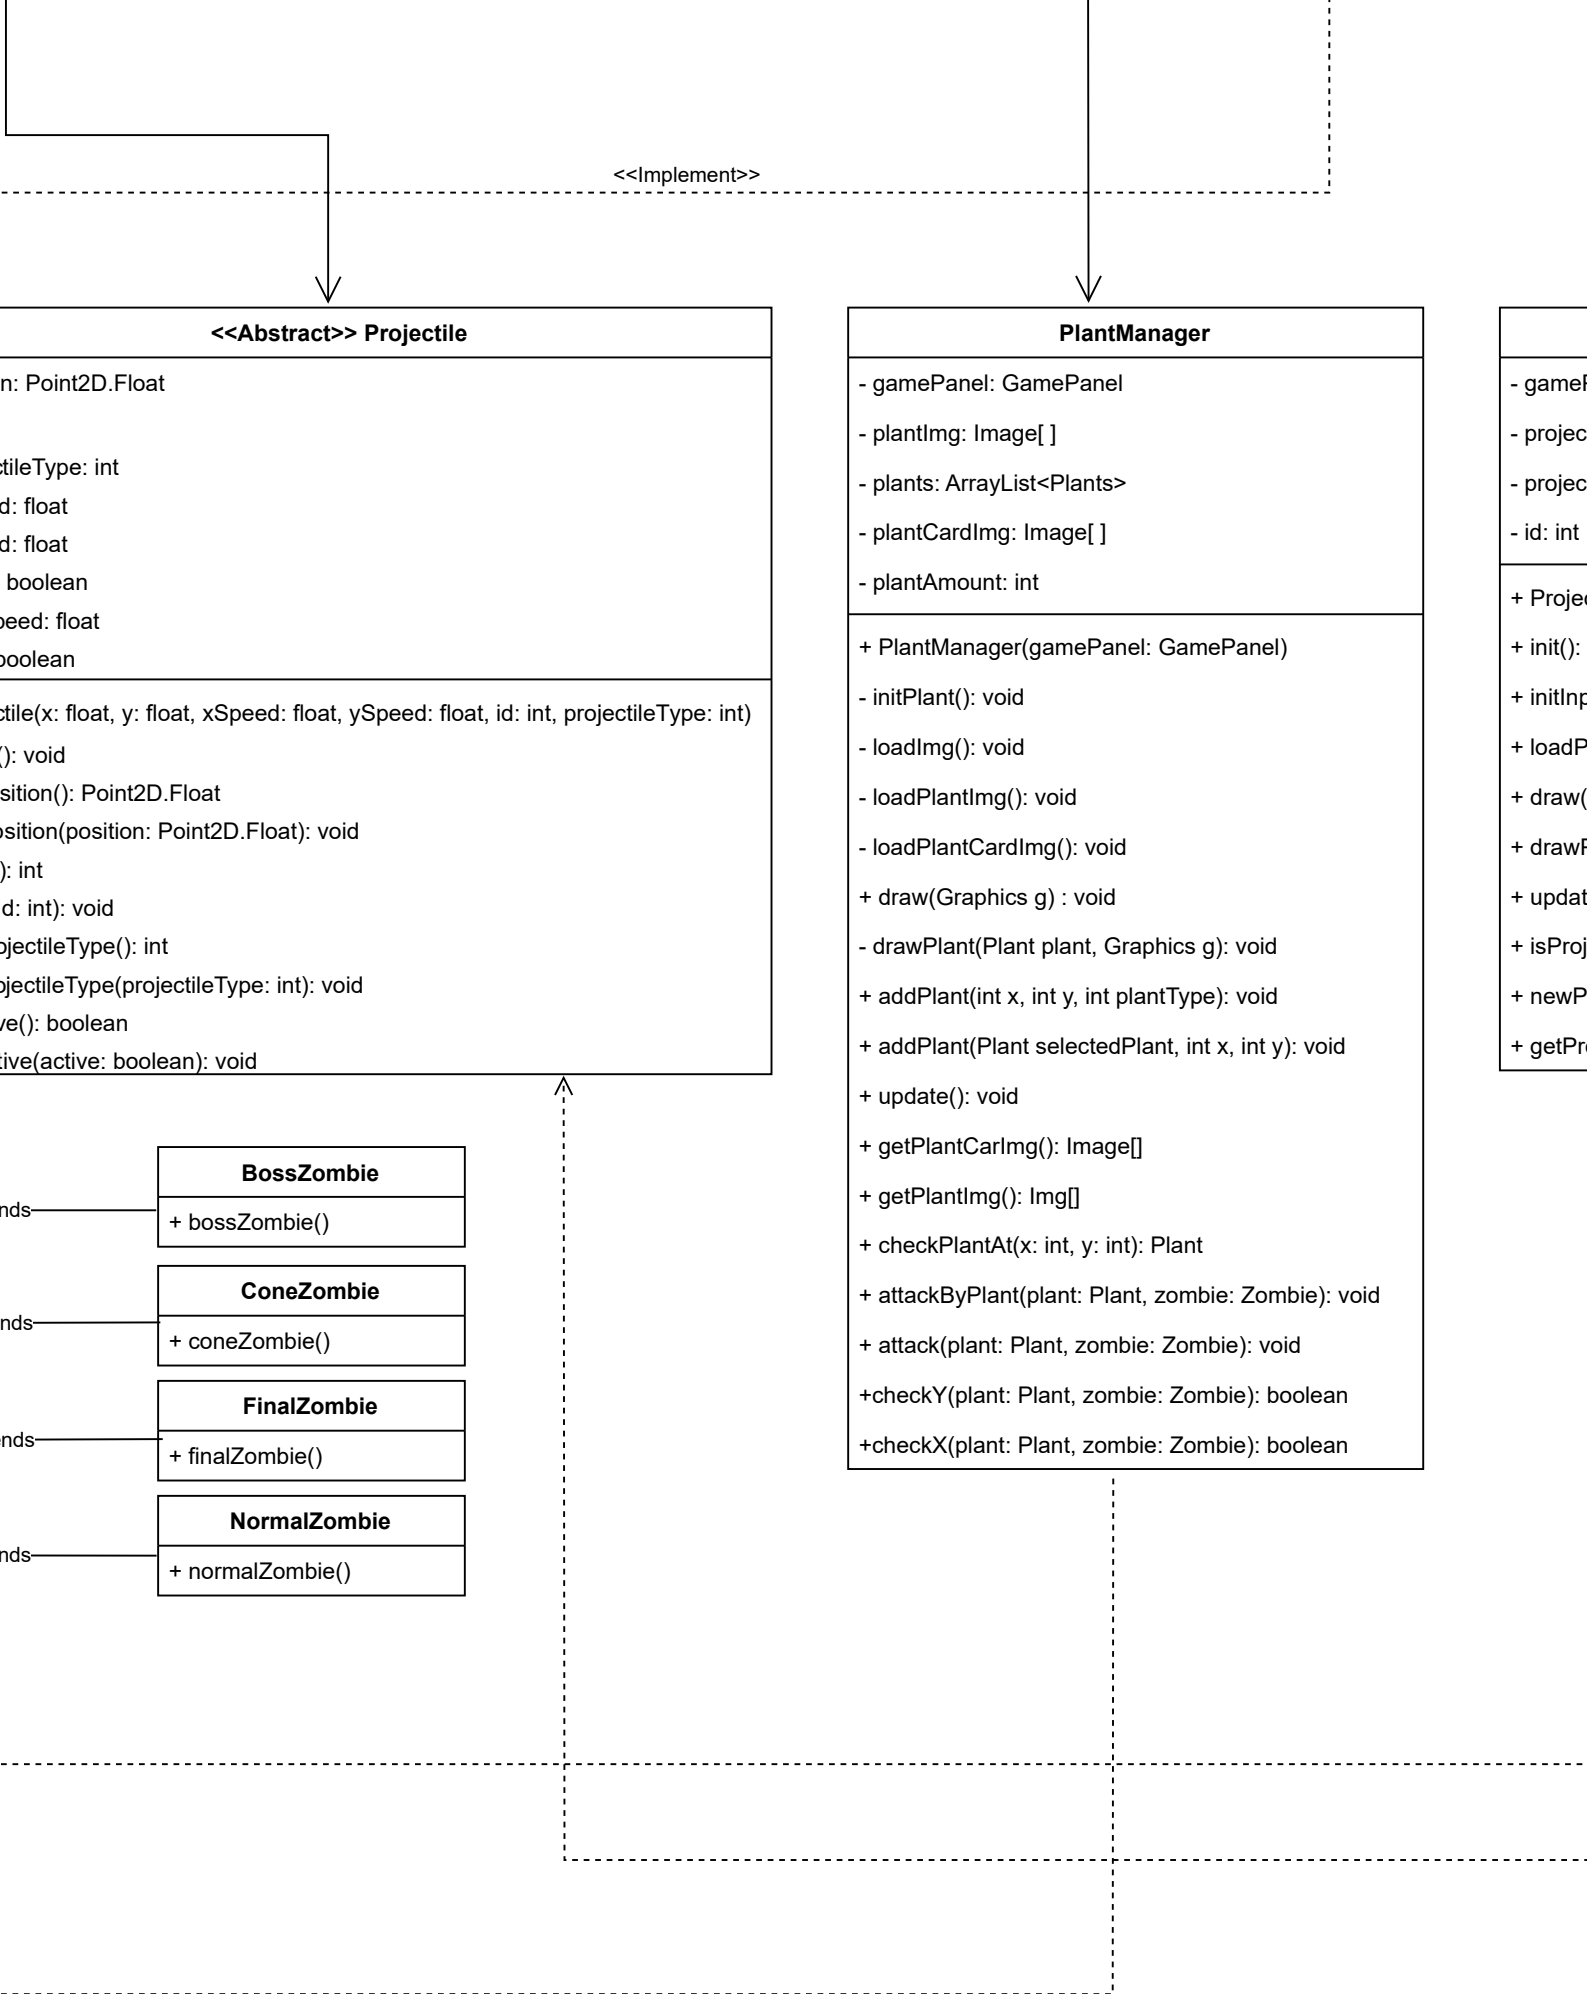 <<Implement>>
<<Abstract>> Projectile
n: Point2D.Float
tileType: int
d: float
d: float
boolean
peed: float
boolean
tile(x: float, y: float, xSpeed: float, ySpeed: float, id: int, projectileType: int)
(): void
sition(): Point2D.Float
osition(position: Point2D.Float): void
): int
d: int): void
ojectileType(): int
ojectileType(projectileType: int): void
ve(): boolean
tive(active: boolean): void
BossZombie
+ bossZombie()
nds
ConeZombie
+ coneZombie()
nds
FinalZombie
+ finalZombie()
nds
NormalZombie
+ normalZombie()
nds
PlantManager
- gamePanel: GamePanel
- plantImg: Image[ ]
- plants: ArrayList<Plants>
- plantCardImg: Image[ ]
- plantAmount: int
+ PlantManager(gamePanel: GamePanel)
- initPlant(): void
- loadImg(): void
- loadPlantImg(): void
- loadPlantCardImg(): void
+ draw(Graphics g) : void
- drawPlant(Plant plant, Graphics g): void
+ addPlant(int x, int y, int plantType): void
+ addPlant(Plant selectedPlant, int x, int y): void
+ update(): void
+ getPlantCarImg(): Image[]
+ getPlantImg(): Img[]
+ checkPlantAt(x: int, y: int): Plant
+ attackByPlant(plant: Plant, zombie: Zombie): void
+ attack(plant: Plant, zombie: Zombie): void
+checkY(plant: Plant, zombie: Zombie): boolean
+checkX(plant: Plant, zombie: Zombie): boolean
- gameP
- projec
- projec
- id: int
+ Projec
+ init():
+ initInp
+ loadP
+ draw(
+ drawP
+ updat
+ isProj
+ newP
+ getPr